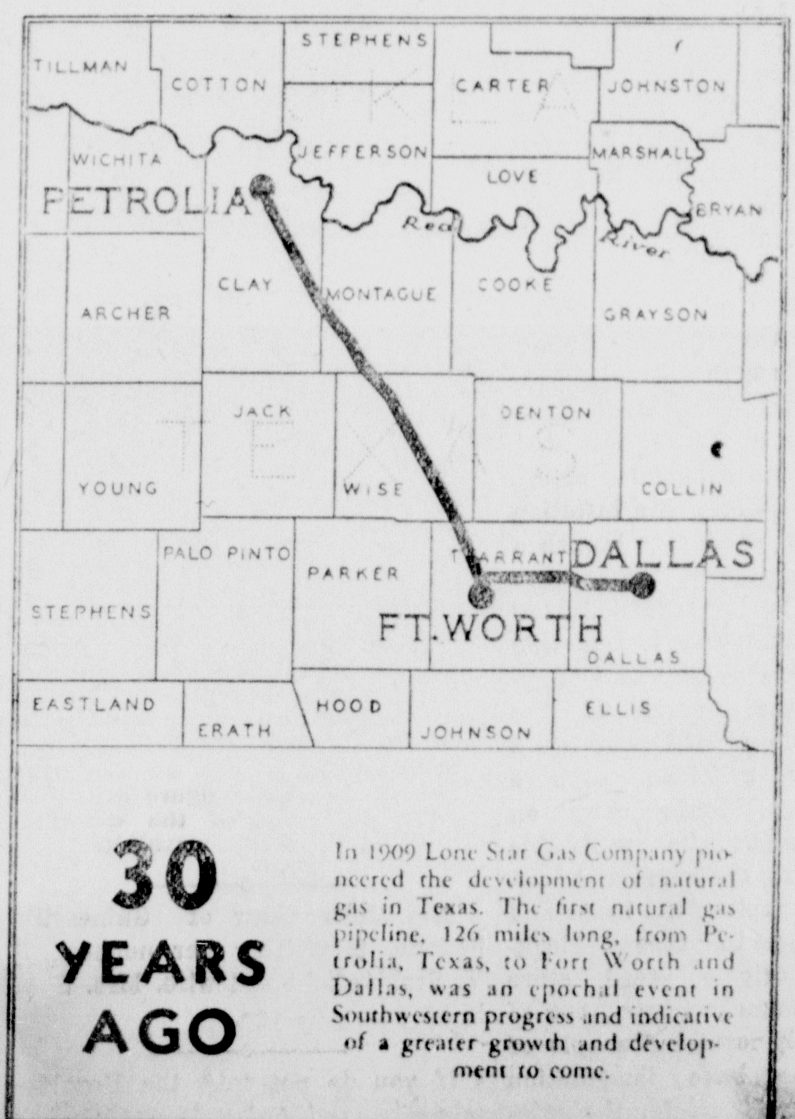 STEPHENS
TILLMAN
COTTON
CARTER
JOHNSTON
WICHITA
JEFFERSON
MARSHALL
LOVE
PETROLIA
BRYAN
Red
River
CLAY
MONTAGUE
COOKE
ARCHER
GRAYSON
JACK
DENTON
TEXAS
YOUNG
WISE
COLLIN
PALO PINTO
TARRANT
DALLAS
PARKER
STEPHENS
FT.WORTH
DALLAS
EASTLAND
HOOD
ELLIS
ERATH
JOHNSON
30
YEARS
AGO
In 1909 Lone Star Gas Company pio-
neered the development of natural
gas in Texas. The first natural gas
pipeline, 126 miles long, from Pe-
trolia, Texas, to Fort Worth and
Dallas, was an epochal event in
Southwestern progress and indicative
of a greater growth and develop-
ment to come.